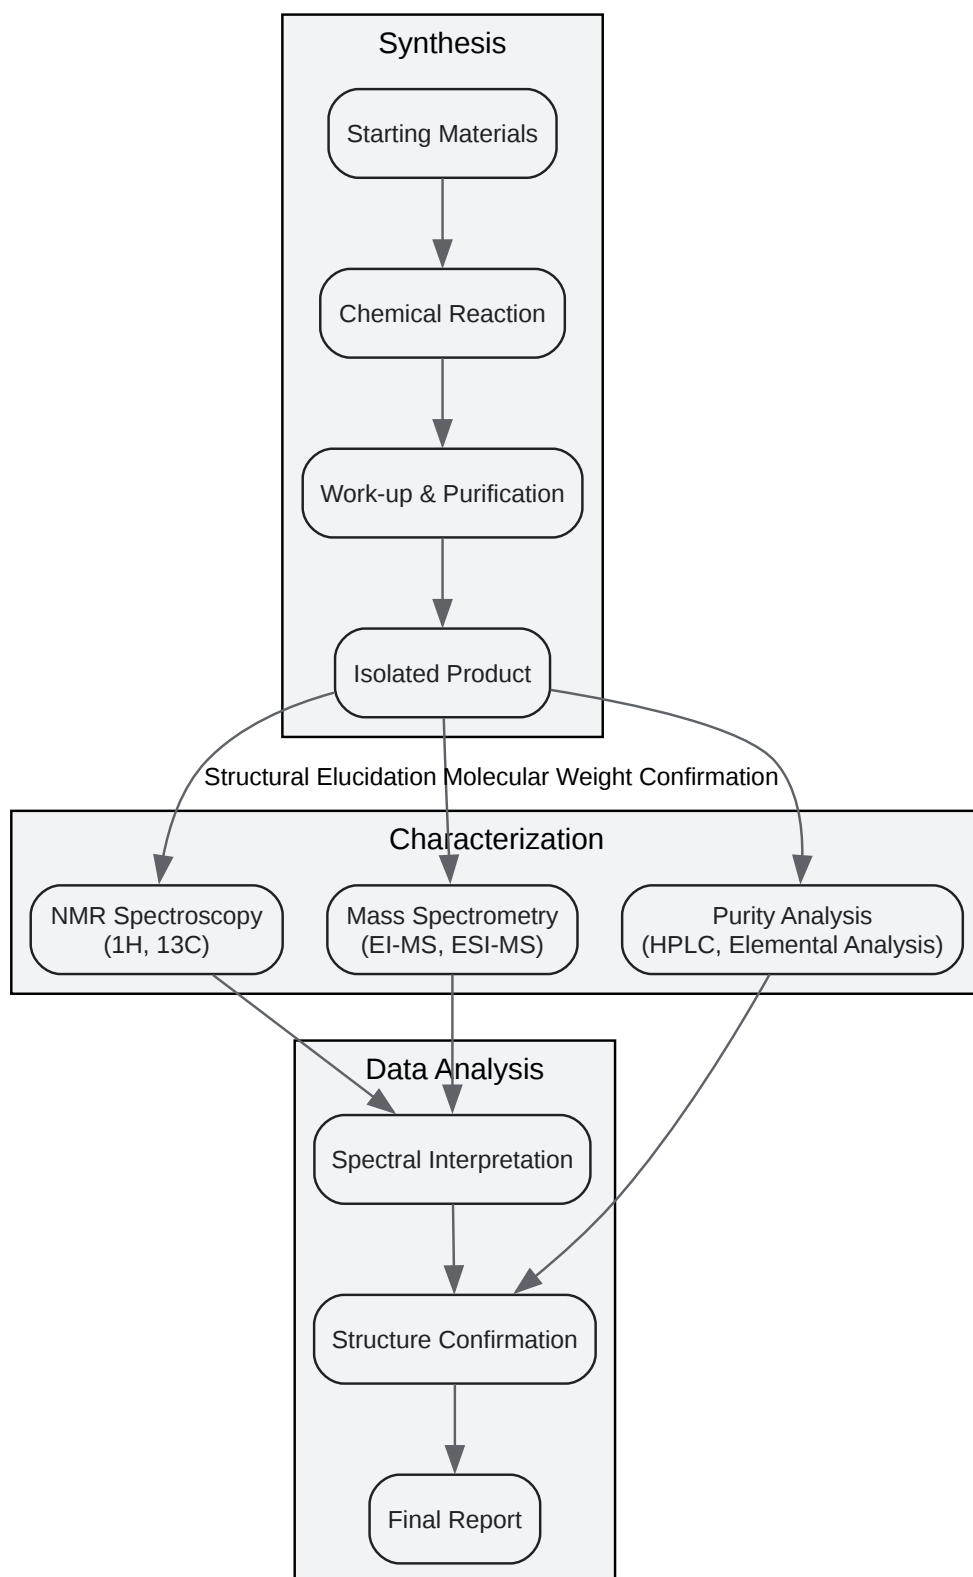 Synthesis
Starting Materials
Chemical Reaction
Work-up & Purification
Isolated Product
Structural Elucidation
Molecular Weight Confirmation
Characterization
NMR Spectroscopy
(1H, 13C)
Mass Spectrometry
(EI-MS, ESI-MS)
Purity Analysis
(HPLC, Elemental Analysis)
Data Analysis
Spectral Interpretation
Structure Confirmation
Final Report